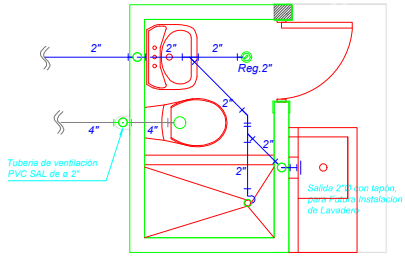 2"
2"
2"
Reg.2"
2"
4"
4"
2"
2"
Tuberia de ventilación
PVC SAL de ø 2"
Salida 2"Ø con tapón,
para Futura Instelacion
de Lavadero